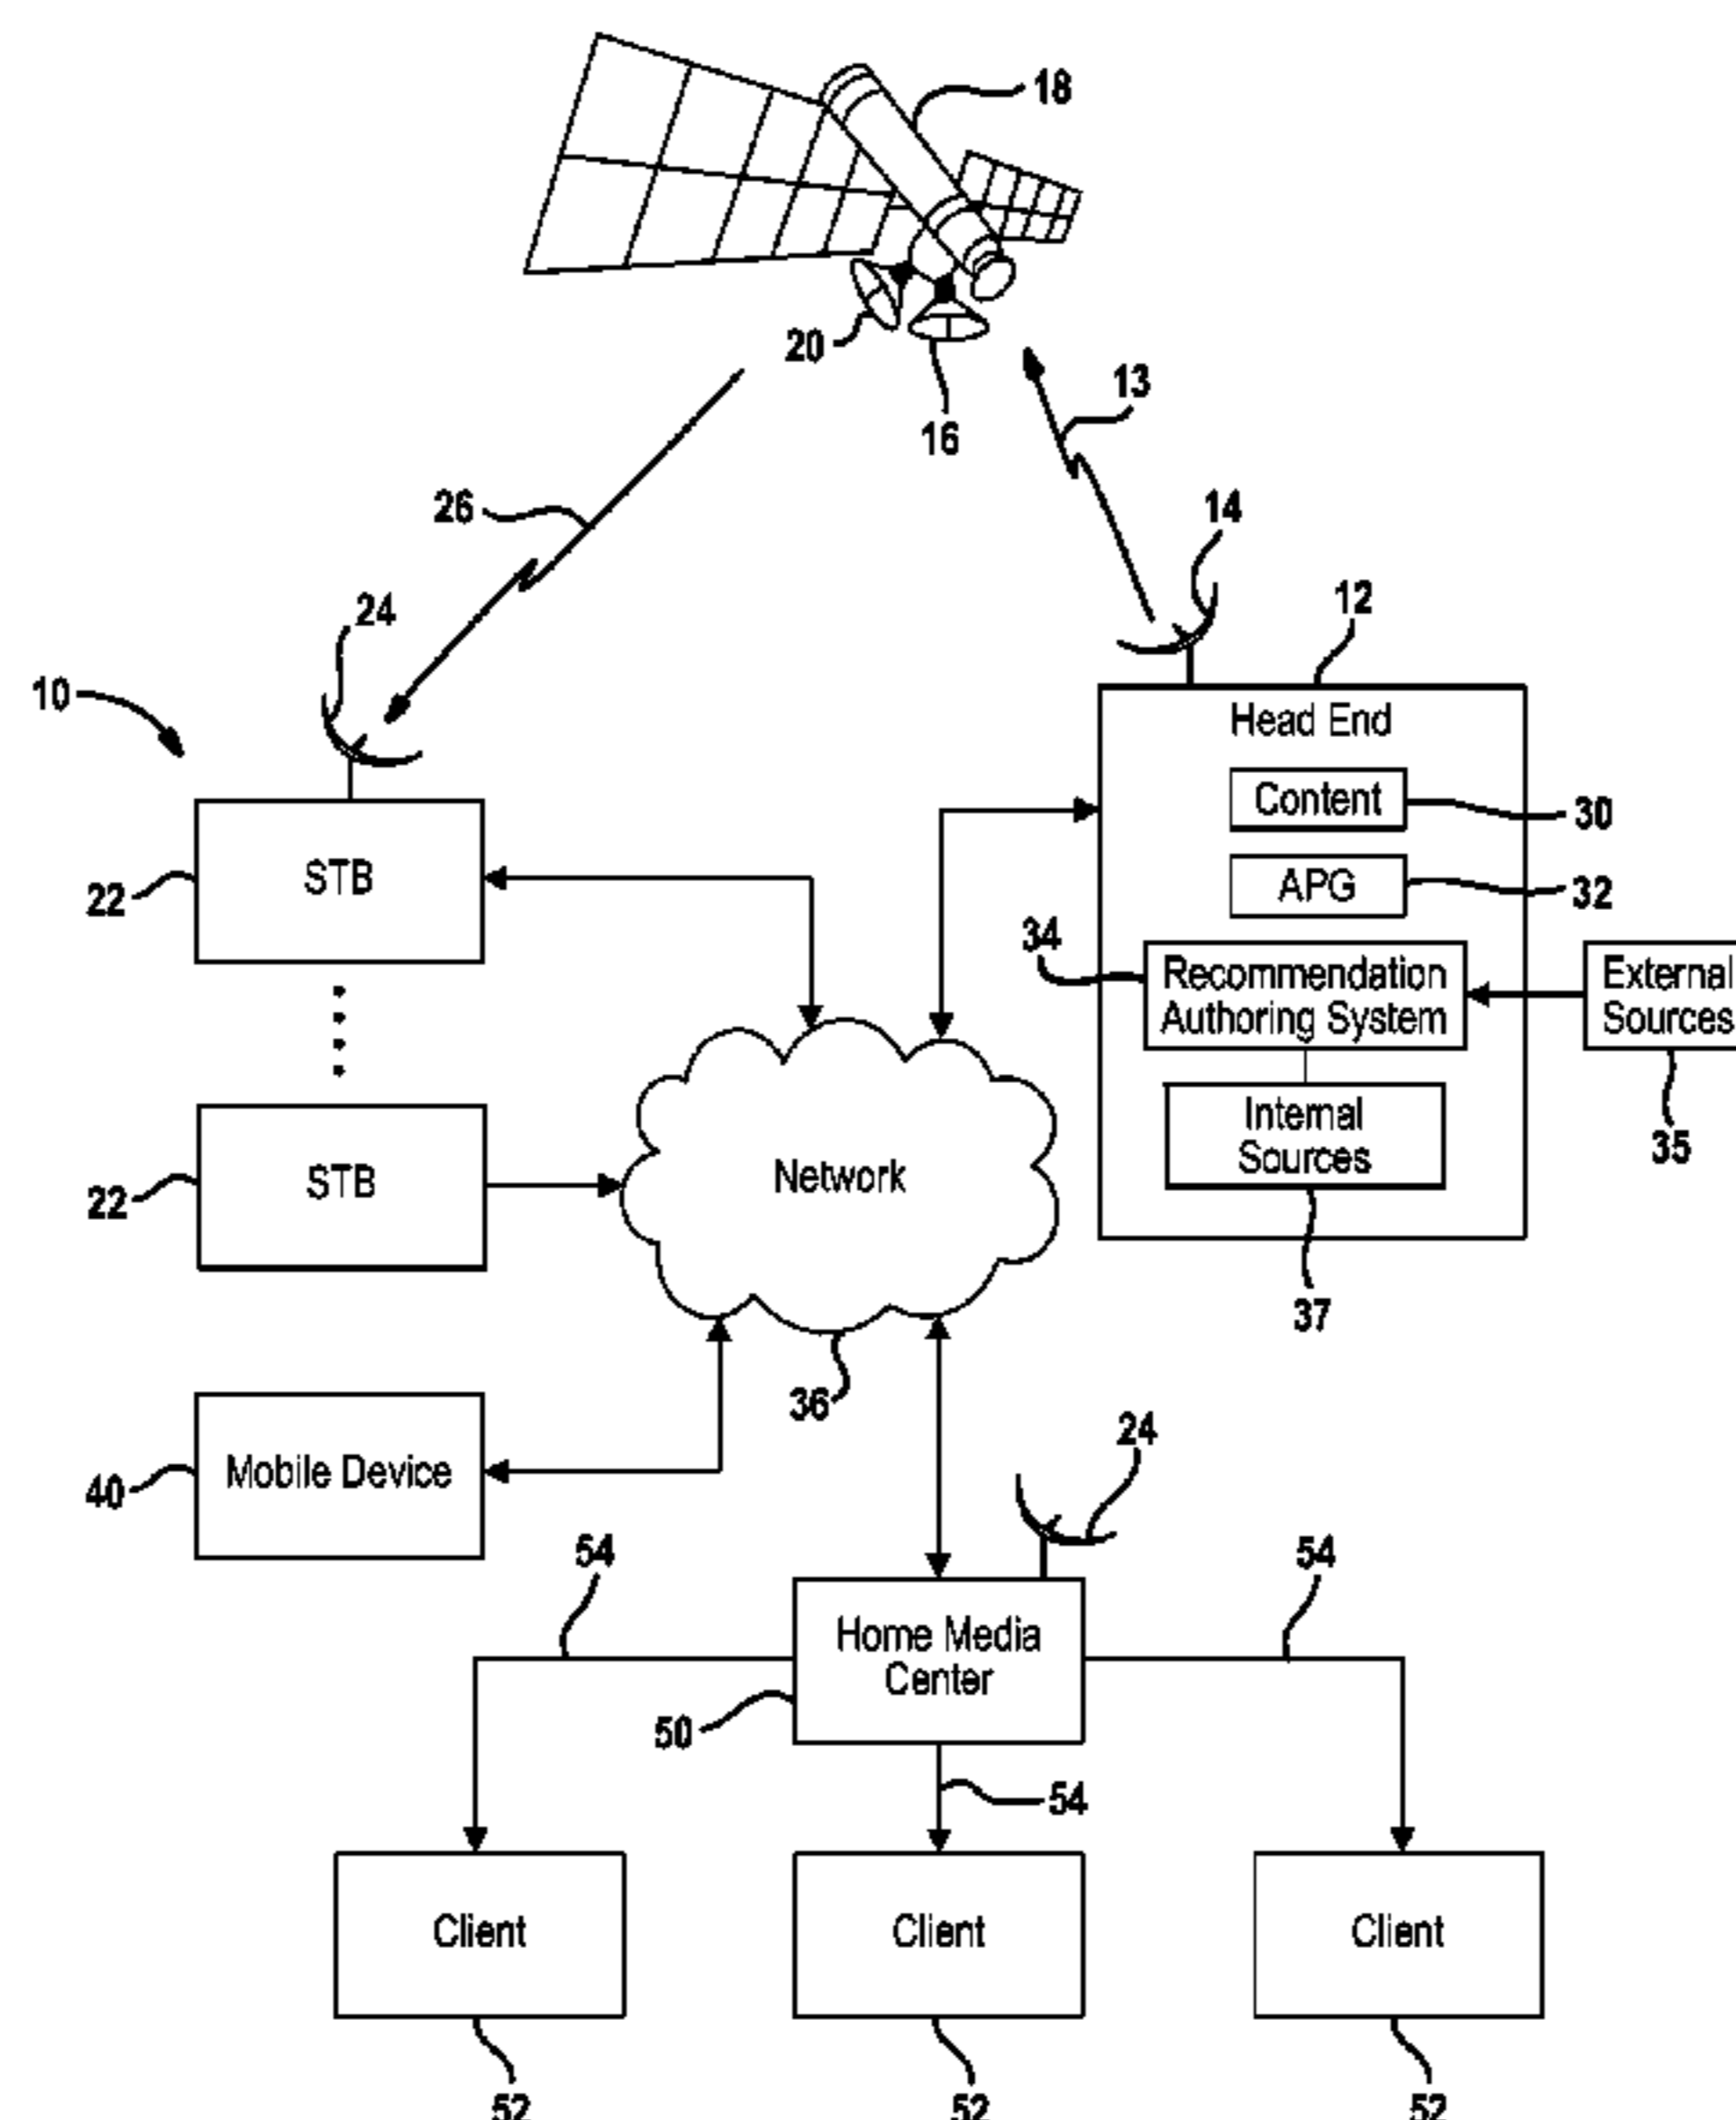 18
20
16
13
26
14
24
12
10
Head End
Content
30
STB
22
APG
32
34
Recommendation
Authoring System
External
Sources
Internal
Sources
35
STB
22
Network
37
36
24
Mobile Device
40
54
54
Home Media
Center
50
54
Client
Client
Client
52
52
52